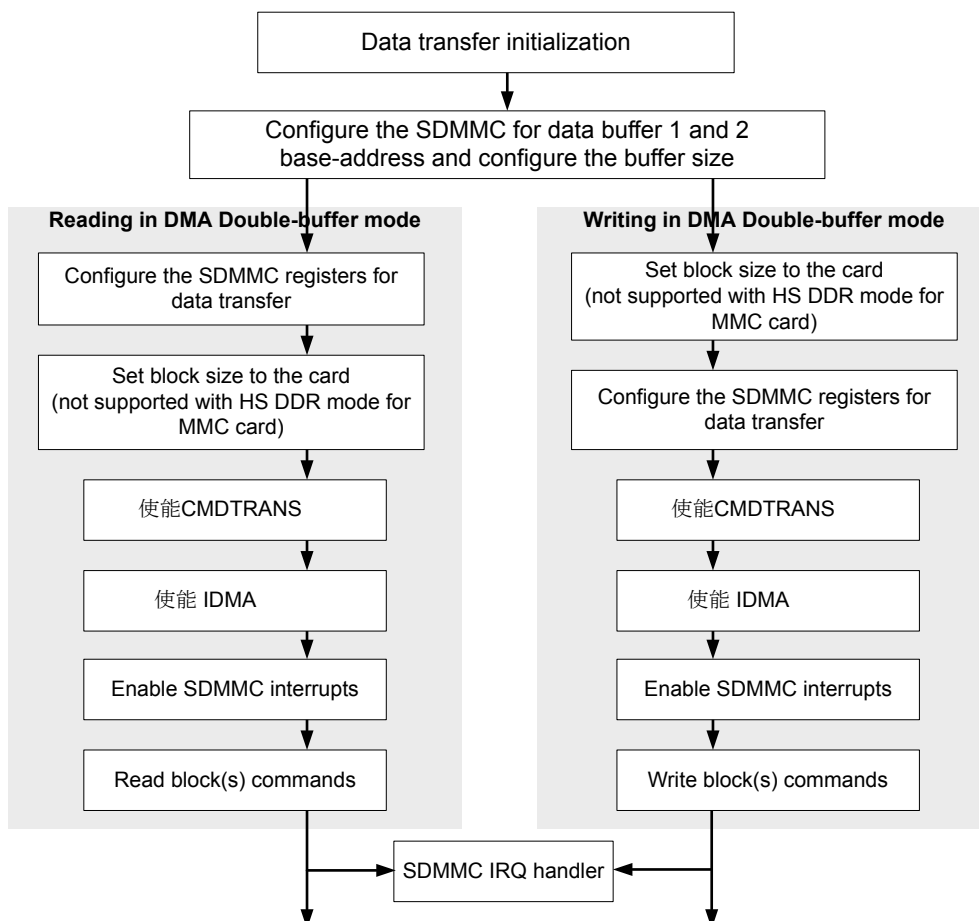 Data transfer initialization
Configure the SDMMC for data buffer 1 and 2
base-address and configure the buffer size
Reading in DMA Double-buffer mode
Configure the SDMMC registers for
data transfer
Set block size to the card
(not supported with HS DDR mode for
MMC card)
使能CMDTRANS
使能 IDMA
Enable SDMMC interrupts
Read block(s) commands
Writing in DMA Double-buffer mode
Set block size to the card
(not supported with HS DDR mode for
MMC card)
Configure the SDMMC registers for
data transfer
使能CMDTRANS
使能 IDMA
Enable SDMMC interrupts
Write block(s) commands
SDMMC IRQ handler